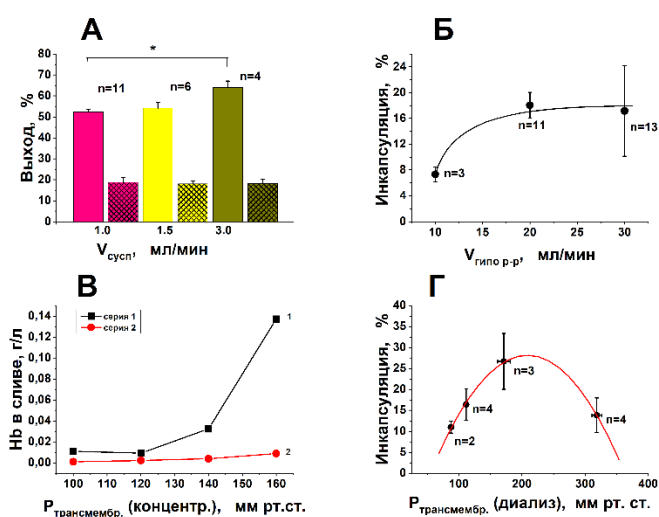 А
80
70
60
50
40
30
20
10
0
Выход, %
*
n=11
n=6
n=4
1.0
1.5
3.0
Vсусп, мл/мин
Б
24
20
16
12
8
4
0
Инкапсуляция, %
n=3
n=11
n=13
10
15
20
25
30
Vгипо р-р, мл/мин
В
0,14
0,12
0,10
0,08
0,06
0,04
0,02
0,00
Hb в сливе, г/л
серия 1
серия 2
1
2
100
110
120
130
140
150
160
Pтрансмембр. (концентр.), мм рт.ст.
Г
40
35
30
25
20
15
10
5
0
Инкапсуляция, %
n=2
n=4
n=3
n=4
0
100
200
300
400
Pтрансмембр. (диализ), мм рт. ст.